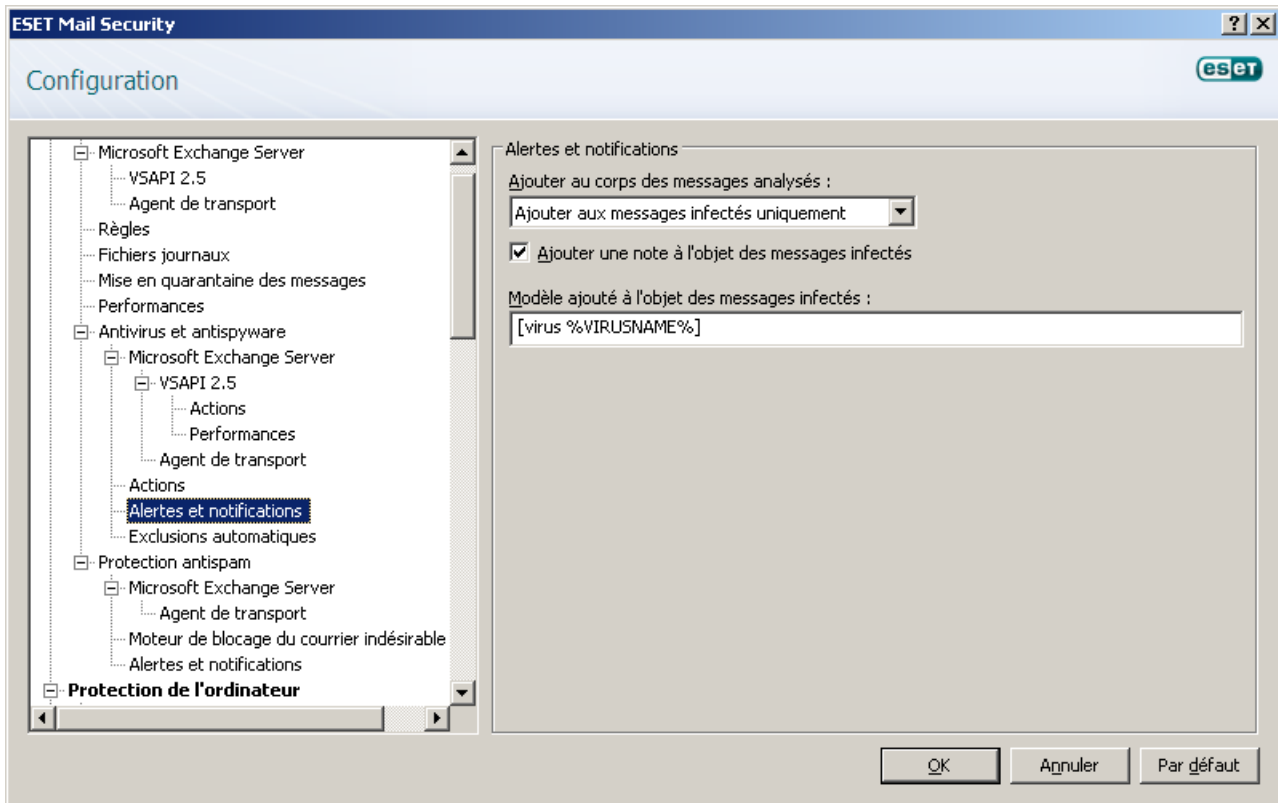 ESET Mail Security
Configuration
eset
Microsoft Exchange Server
VSAPI 2.5
Agent de transport
Règles
Fichiers journaux
Mise en quarantaine des messages
Performances
Antivirus et antispyware
Microsoft Exchange Server
VSAPI 2.5
Actions
Performances
Agent de transport
Actions
Alertes et notifications
Exclusions automatiques
Protection antispam
Microsoft Exchange Server
Agent de transport
Moteur de blocage du courrier indésirable
Alertes et notifications
Protection de l'ordinateur
Alertes et notifications
Ajouter au corps des messages analysés :
Ajouter aux messages infectés uniquement
Ajouter une note à l'objet des messages infectés
Modèle ajouté à l'objet des messages infectés :
[virus %VIRUSNAME%]
OK
Annuler
Par défaut